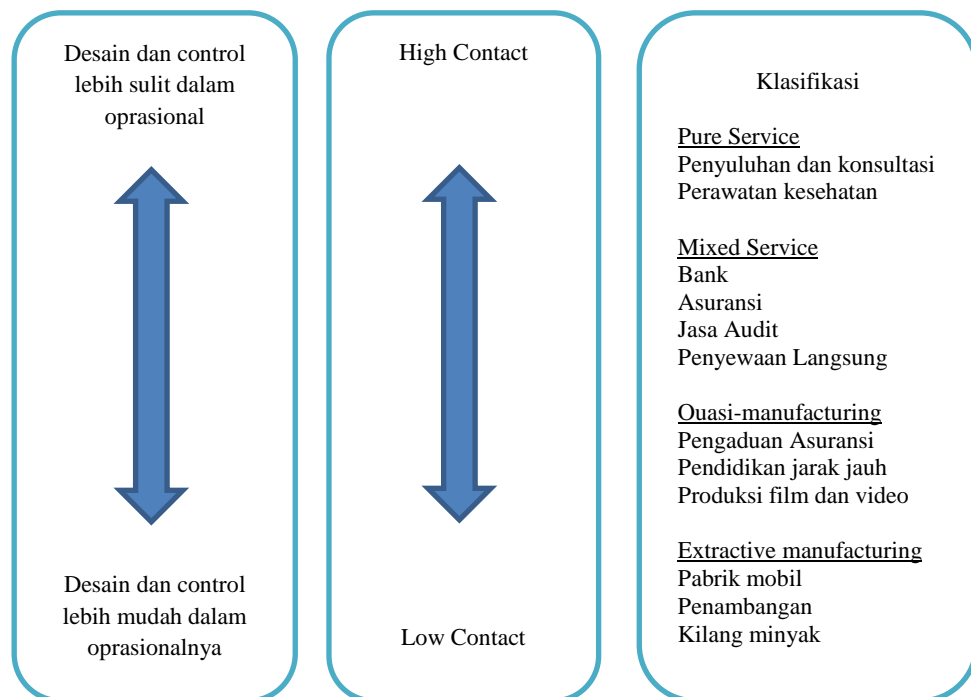 Desain dan control
lebih sulit dalam
oprasional
Desain dan control
lebih mudah dalam
oprasionalnya
High Contact
Low Contact
Klasifikasi
Pure Service
Penyuluhan dan konsultasi
Perawatan kesehatan
Mixed Service
Bank
Asuransi
Jasa Audit
Penyewaan Langsung
Quasi-manufacturing
Pengaduan Asuransi
Pendidikan jarak jauh
Produksi film dan video
Extractive manufacturing
Pabrik mobil
Penambangan
Kilang minyak